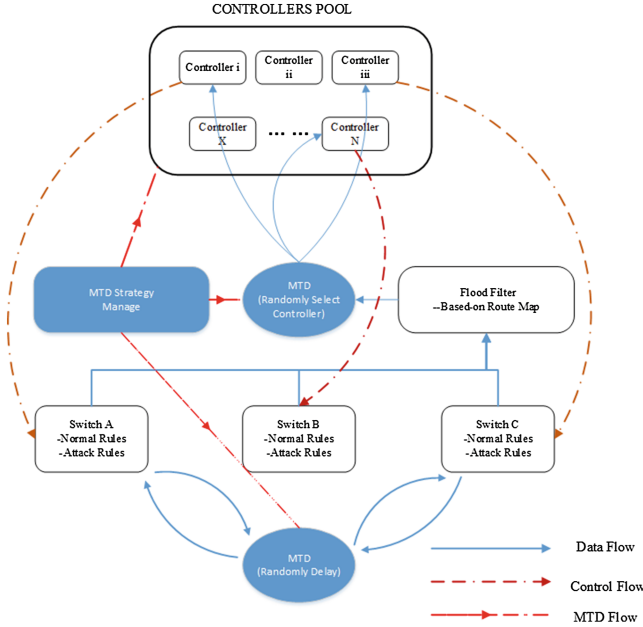 CONTROLLERS POOL
Controller i
Controller
ii
Controller
iii
Controller
X
... ...
Controller
N
MTD Strategy
Manage
MTD
(Randomly Select
Controller)
Flood Filter
--Based-on Route Map
Switch A
-Normal Rules
-Attack Rules
Switch B
-Normal Rules
-Attack Rules
Switch C
-Normal Rules
-Attack Rules
MTD
(Randomly Delay)
Data Flow
Control Flow
MTD Flow